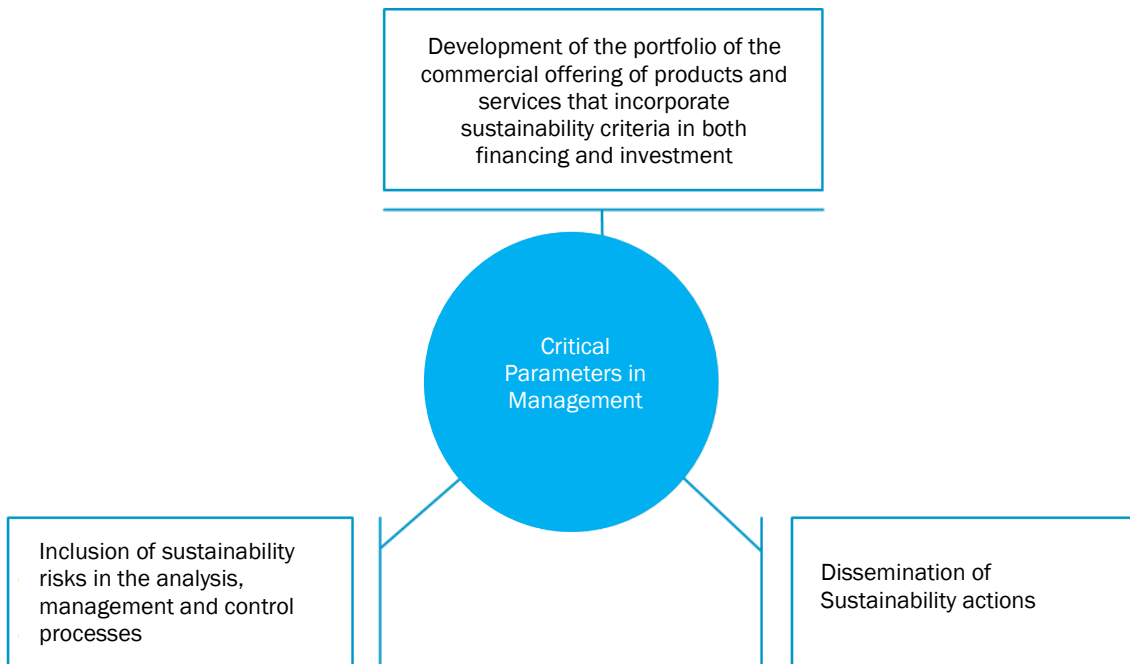 Development of the portfolio of the
commercial offering of products and
services that incorporate
sustainability criteria in both
financing and investment
Critical
Parameters in
Management
Inclusion of sustainability
risks in the analysis,
management and control
processes
Dissemination of
Sustainability actions